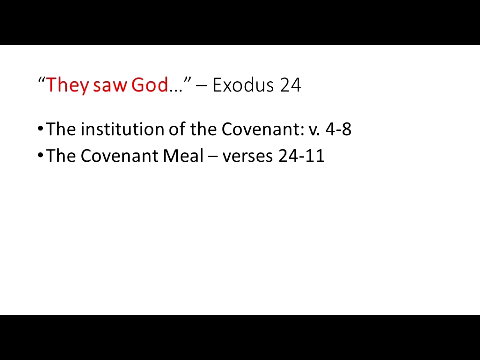 “They saw God…” – Exodus 24
•The institution of the Covenant: v. 4-8
•The Covenant Meal – verses 24-11